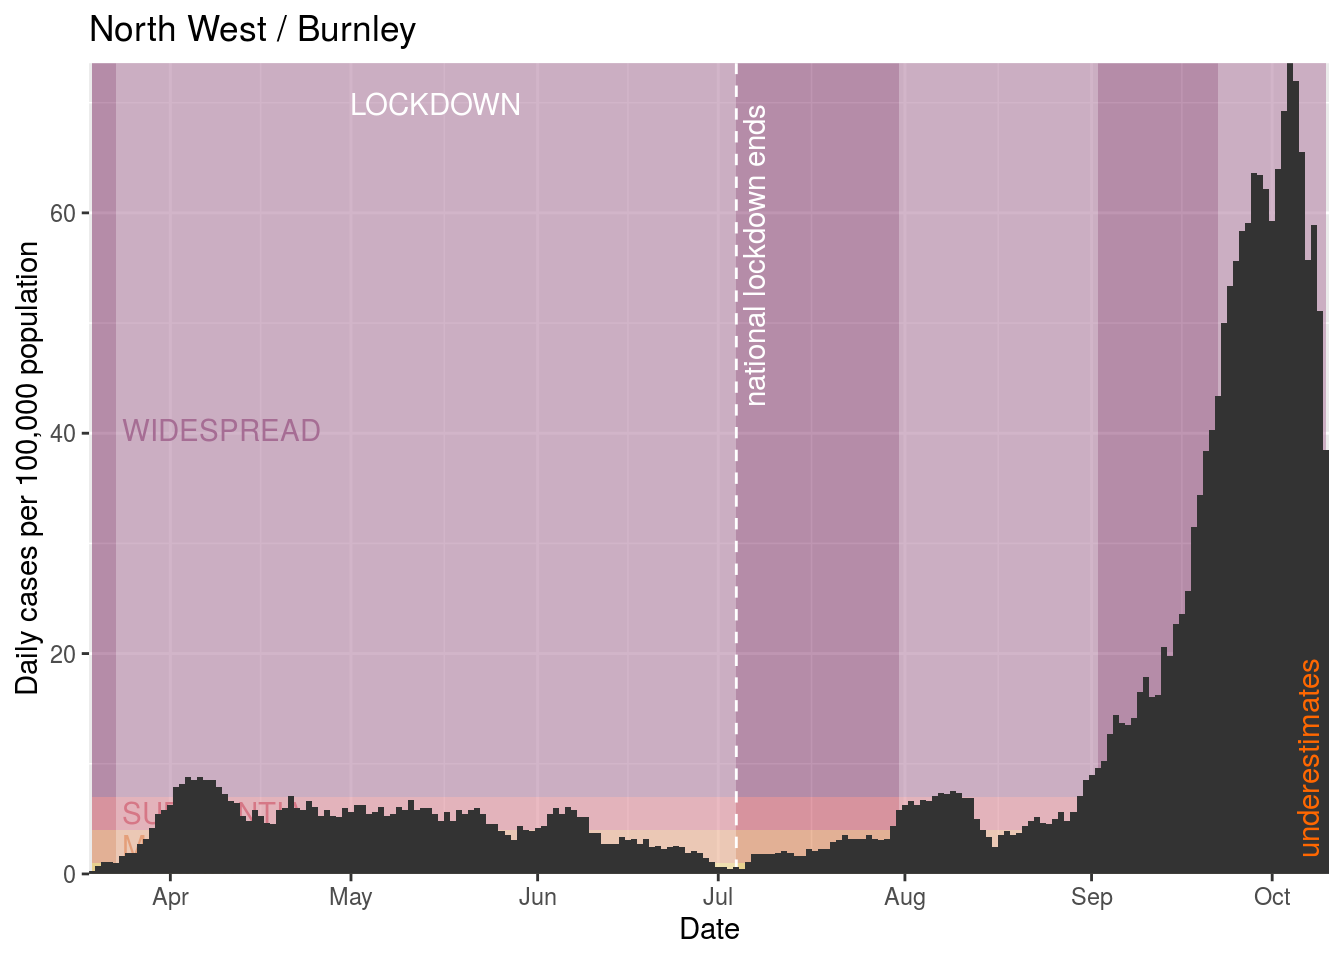 North West / Burnley
LOCKDOWN
national lockdown ends
WIDESPREAD
underestimates
Daily cases per 100,000 population
60
40
20
0
Apr May Jun Jul Aug Sep Oct
Date